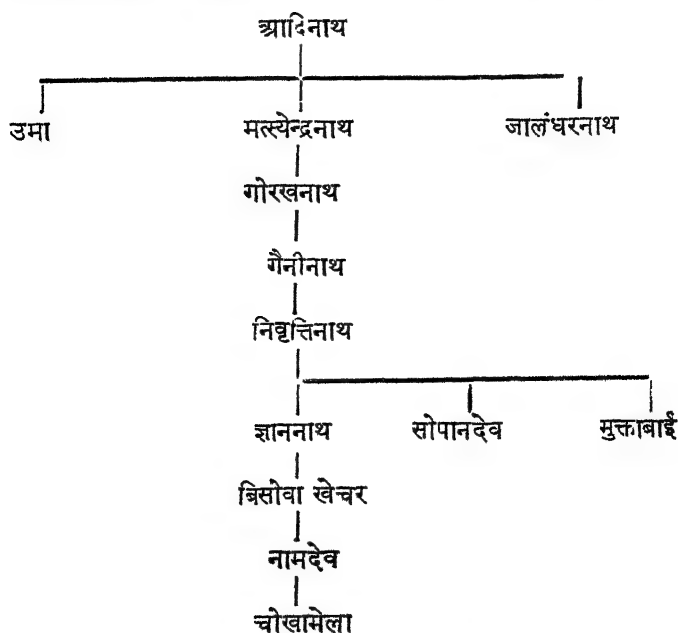 आदिनाथ
उमा मत्स्येन्द्रनाथ जालंधरनाथ
गोरखनाथ
गैनीनाथ
निवृत्तिनाथ
ज्ञाननाथ सोपानदेव मुक्ताबाई
बिसोवा खेचर
नामदेव
चोखामेला